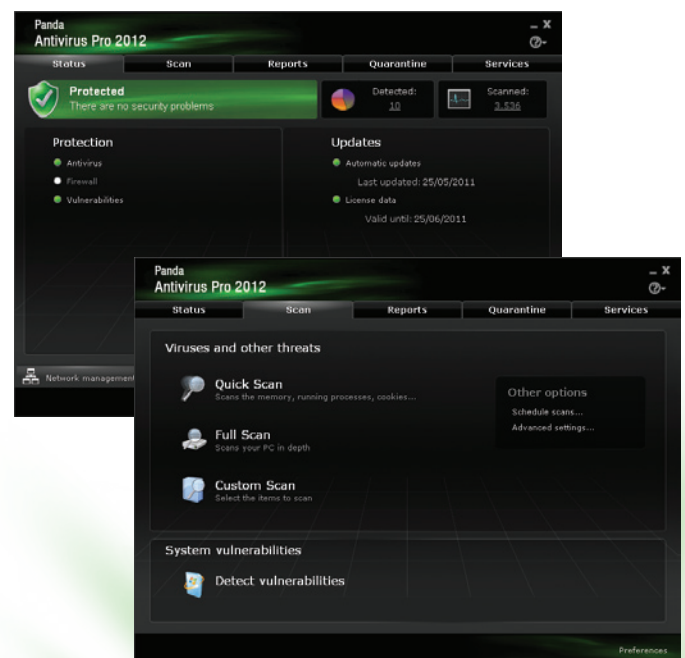 Panda
Antivirus Pro 2012
Status Scan Reports Quarantine Services
Protected
There are no security problems
Detected:
10
Scanned:
3.536
Protection
Antivirus
Firewall
Vulnerabilities
Updates
Automatic updates
Last updated: 25/05/2011
License data
Valid until: 25/06/2011
Network management
Panda
Antivirus Pro 2012
Status Scan Reports Quarantine Services
Viruses and other threats
Quick Scan
Scans the memory, running processes, cookies...
Full Scan
Scans your PC in depth
Custom Scan
Select the items to scan
Other options
Schedule scans...
Advanced settings...
System vulnerabilities
Detect vulnerabilities
Preferences